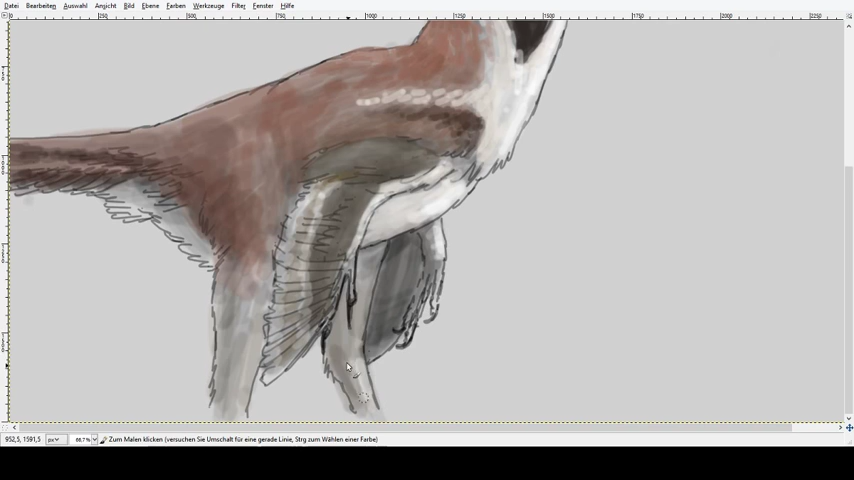 Datei Bearbeiten Auswahl Ansicht Bild Ebene Farben Werkzeuge Filter Fenster Hilfe
500 750 1000 1250 1500 1750 2000 2250
952,5, 1591,5 px 66,7% Zum Malen klicken (versuchen Sie Umschalt für eine gerade Linie, Strg zum Wählen einer Farbe)